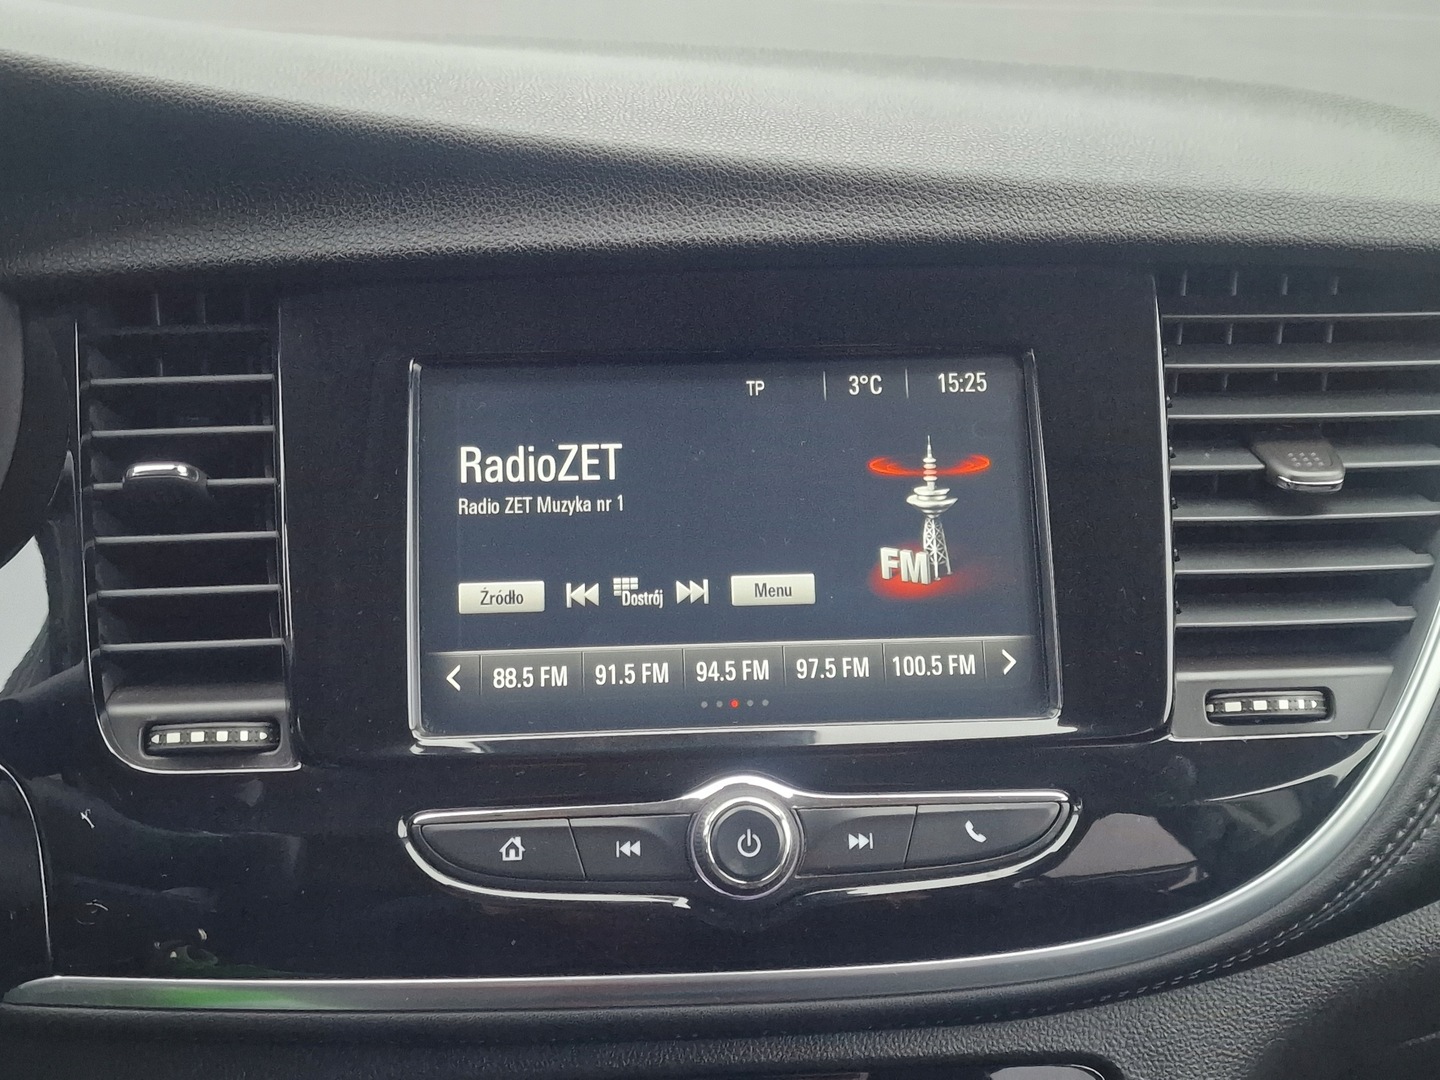 TP 3°C 15:25
RadioZET
Radio ZET Muzyka nr 1
FM
Źródło Dostrój Menu
88.5 FM 91.5 FM 94.5 FM 97.5 FM 100.5 FM